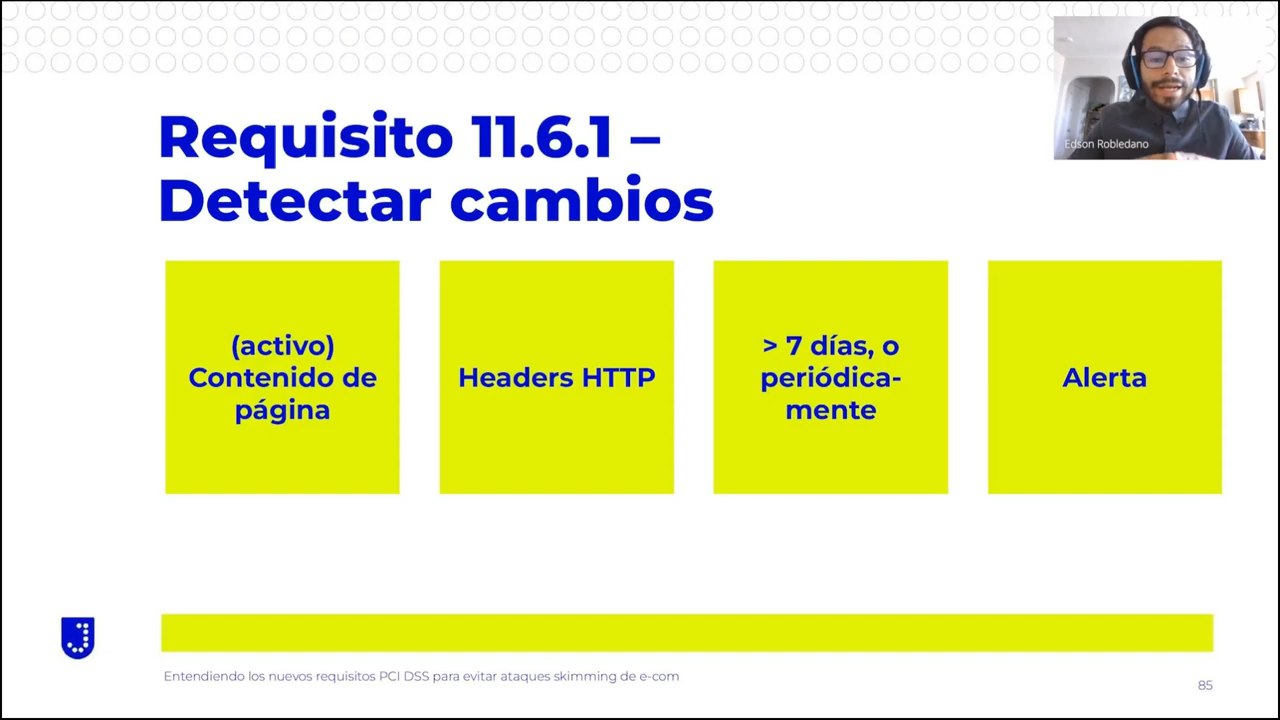 Edson Robledano
Requisito 11.6.1 –
Detectar cambios
(activo)
Contenido de
página
Headers HTTP
> 7 días, o
periódica-
mente
Alerta
Entendiendo los nuevos requisitos PCI DSS para evitar ataques skimming de e-com
85